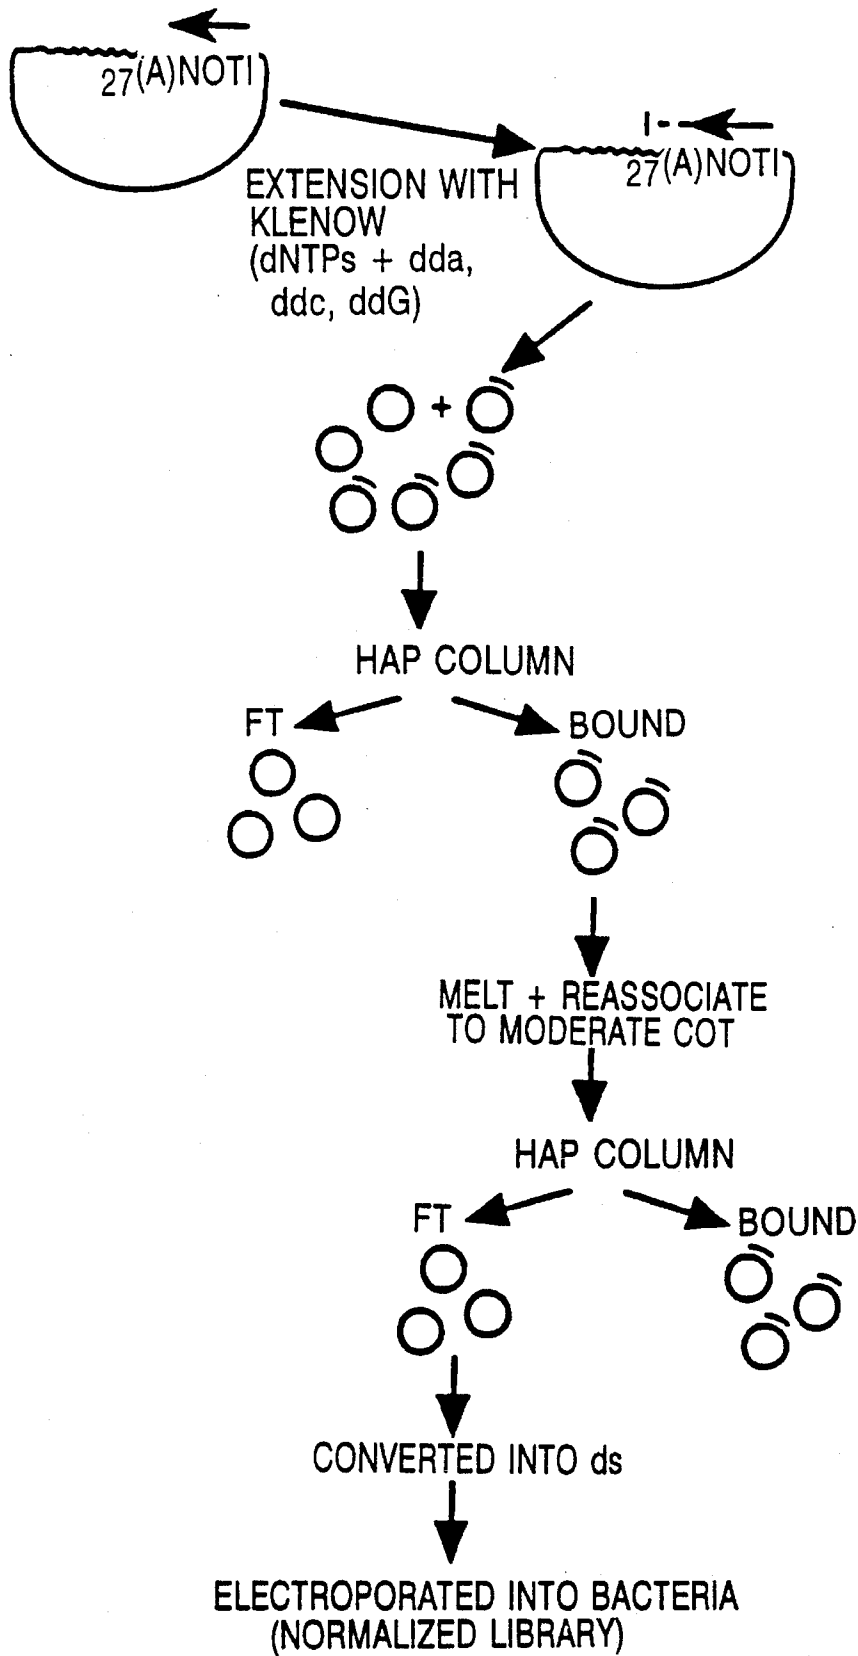 27(A)NOTI
27(A)NOTI
EXTENSION WITH
KLENOW
(dNTPs + dda,
ddc, ddG)
+
HAP COLUMN
FT
BOUND
MELT + REASSOCIATE
TO MODERATE COT
HAP COLUMN
FT
BOUND
CONVERTED INTO ds
ELECTROPORATED INTO BACTERIA
(NORMALIZED LIBRARY)